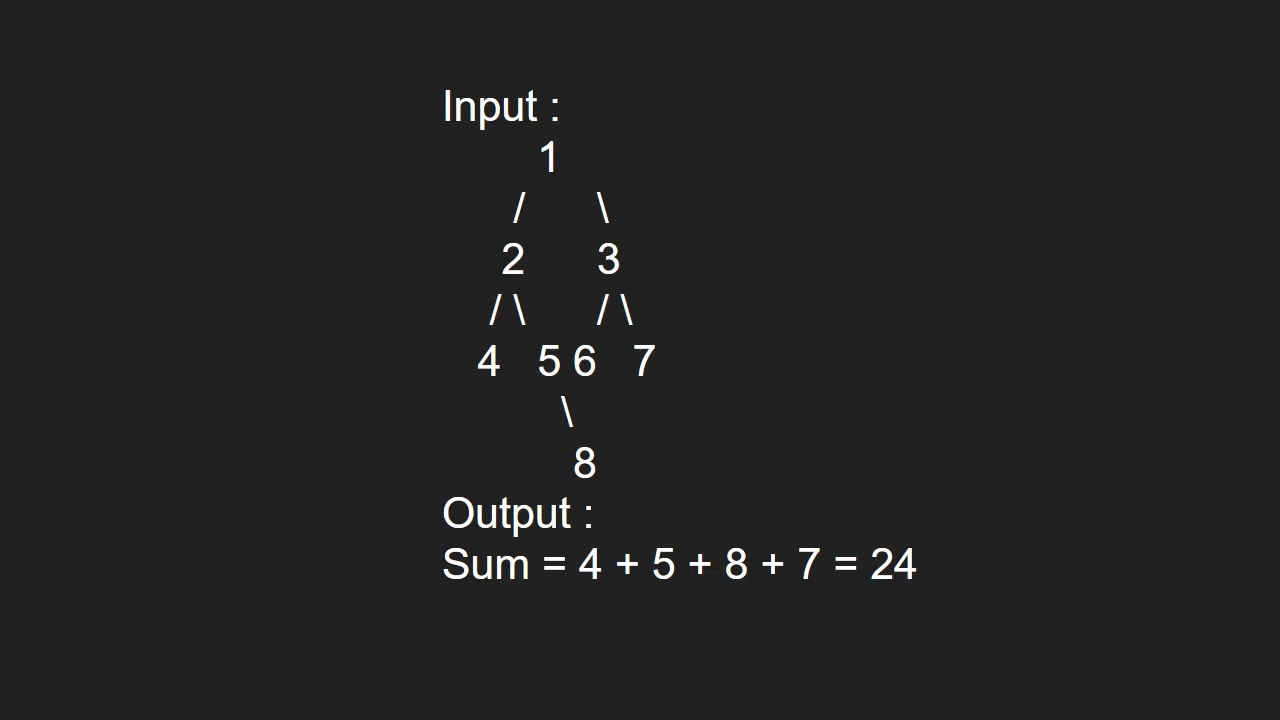 Input :
1
/ \
2 3
/ \ / \
4 5 6 7
\
8
Output :
Sum = 4 + 5 + 8 + 7 = 24